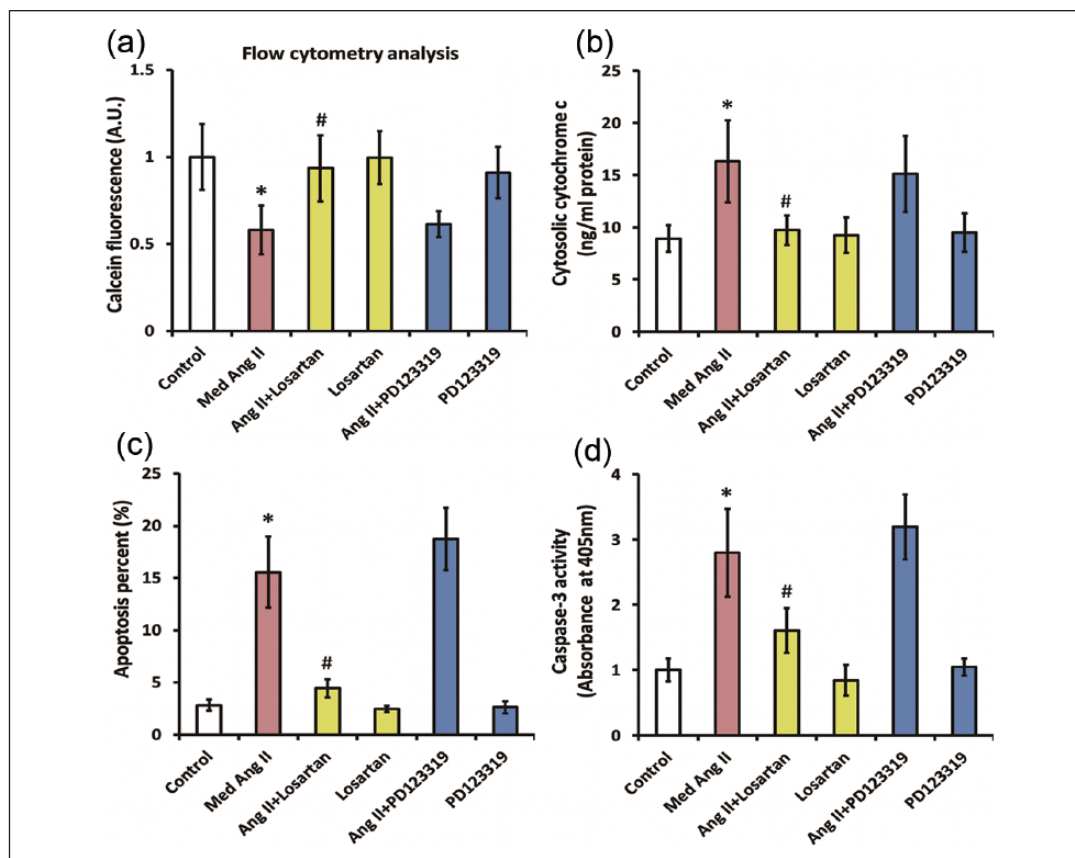 (a)
Flow cytometry analysis
Calcein fluorescence (A.U.)
1.5
1
0.5
0
*
#
Control
Med Ang II
Ang II+Losartan
Losartan
Ang II+PD123319
PD123319
(b)
Cytosolic cytochrome c
(ng/ml protein)
25
20
15
10
5
0
*
#
Control
Med Ang II
Ang II+Losartan
Losartan
Ang II+PD123319
PD123319
(c)
Apoptosis percent (%)
25
20
15
10
5
0
*
#
Control
Med Ang II
Ang II+Losartan
Losartan
Ang II+PD123319
PD123319
(d)
Caspase-3 activity
(Absorbance at 405nm)
4
3
2
1
0
*
#
Control
Med Ang II
Ang II+Losartan
Losartan
Ang II+PD123319
PD123319